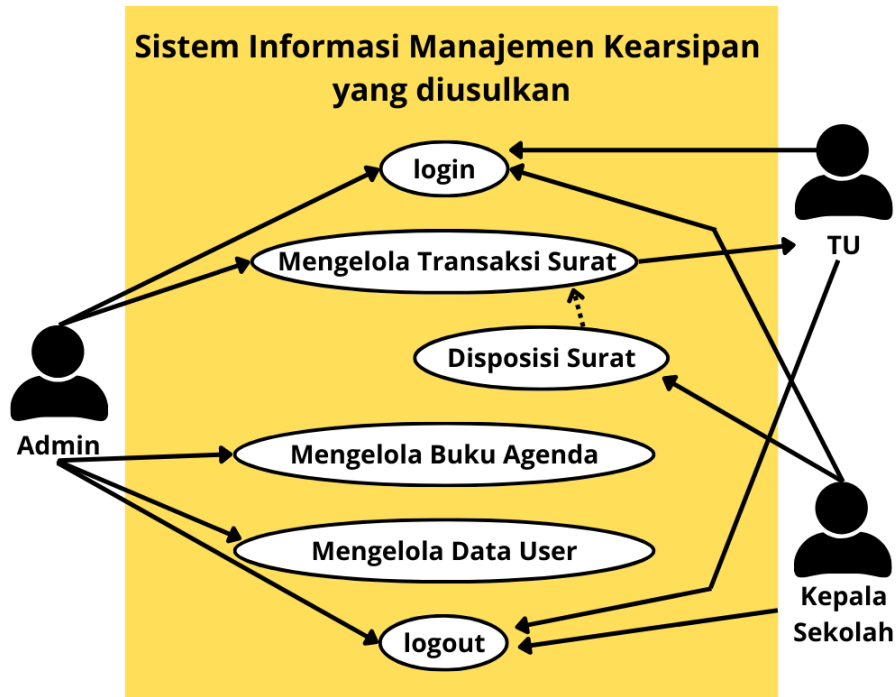 Sistem Informasi Manajemen Kearsipan
yang diusulkan
login
TU
Mengelola Transaksi Surat
Disposisi Surat
Admin
Mengelola Buku Agenda
Mengelola Data User
Kepala
Sekolah
logout